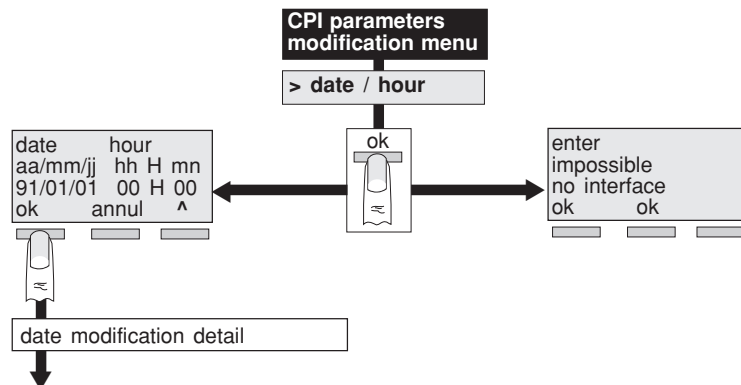 CPI parameters
modification menu
> date / hour
ok
date hour
aa/mm/jj hh H mn
91/01/01 00 H 00
ok annul ^
enter
impossible
no interface
ok ok
date modification detail